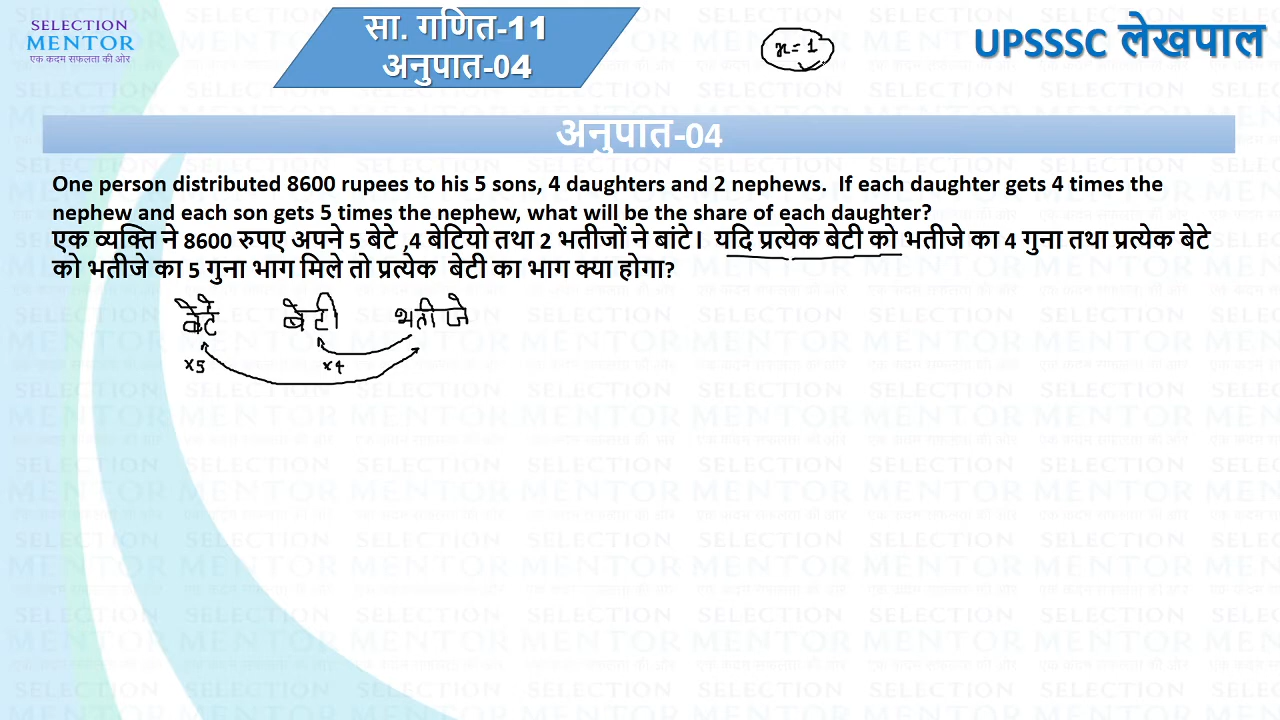 SELECTION
MENTOR
एक कदम सफलता की ओर
सा. गणित-11
अनुपात-04
x=1
UPSSSC लेखपाल
अनुपात-04
One person distributed 8600 rupees to his 5 sons, 4 daughters and 2 nephews. If each daughter gets 4 times the
nephew and each son gets 5 times the nephew, what will be the share of each daughter?
एक व्यक्ति ने 8600 रुपए अपने 5 बेटे ,4 बेटियो तथा 2 भतीजों ने बांटे। यदि प्रत्येक बेटी को भतीजे का 4 गुना तथा प्रत्येक बेटे
को भतीजे का 5 गुना भाग मिले तो प्रत्येक बेटी का भाग क्या होगा?
बेटे बेटी भतीजे
x5 x4